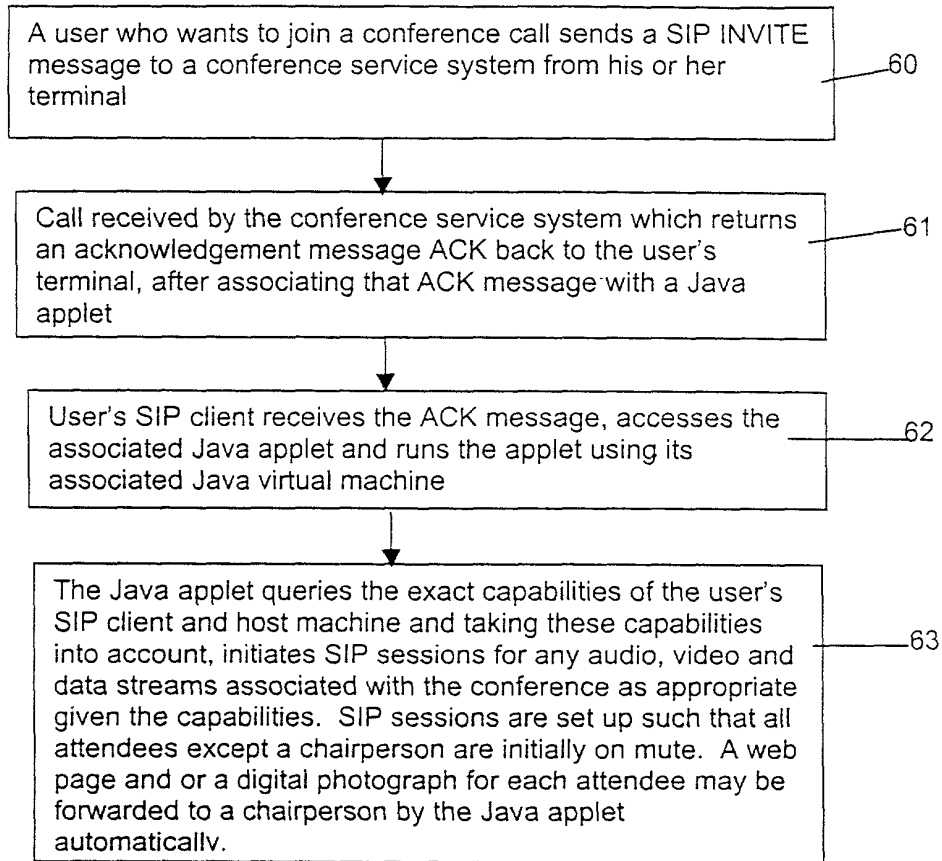 A user who wants to join a conference call sends a SIP INVITE
message to a conference service system from his or her
terminal
60
Call received by the conference service system which returns
an acknowledgement message ACK back to the user's
terminal, after associating that ACK message with a Java
applet
61
User's SIP client receives the ACK message, accesses the
associated Java applet and runs the applet using its
associated Java virtual machine
62
The Java applet queries the exact capabilities of the user's
SIP client and host machine and taking these capabilities
into account, initiates SIP sessions for any audio, video and
data streams associated with the conference as appropriate
given the capabilities. SIP sessions are set up such that all
attendees except a chairperson are initially on mute. A web
page and or a digital photograph for each attendee may be
forwarded to a chairperson by the Java applet
automatically.
63